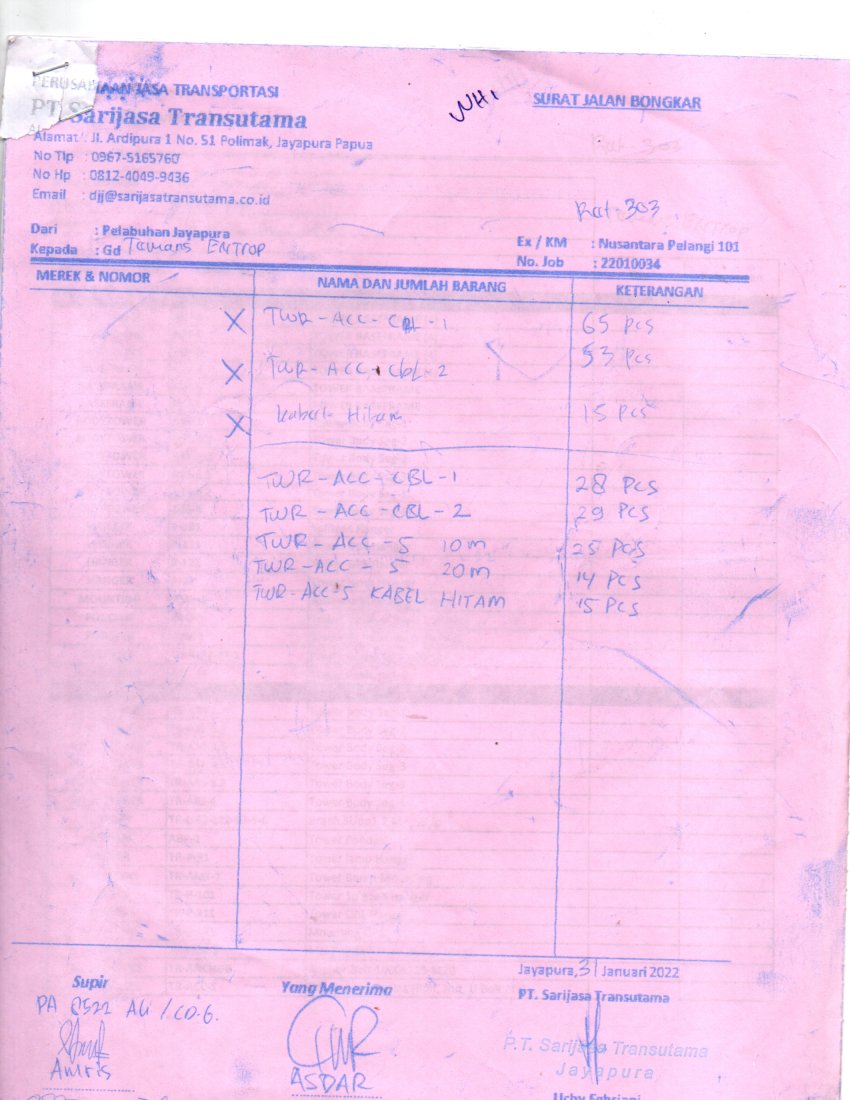 PERUSAHAAN JASA TRANSPORTASI
PT. Sarijasa Transutama
Alamat : Jl. Ardipura 1 No. 51 Polimak, Jayapura Papua
No Tlp : 0967-5165760
No Hp : 0812-4049-9436
Email : djj@sarijasatransutama.co.id
SURAT JALAN BONGKAR
303
Dari : Pelabuhan Jayapura
Kepada : Gd Tamans ENTROP
Ex / KM : Nusantara Pelangi 101
No. Job : 22010034
MEREK & NOMOR NAMA DAN JUMLAH BARANG KETERANGAN
X TWR-ACC-CBL-1 65 Pcs
X TWR-ACC-CbL-2 53 Pcs
X Kabel Hitam 15 Pcs
TWR-ACC-CBL-1 28 PCS
TWR-ACC-CBL-2 29 PCS
TWR-ACC-5 10m 25 PCS
TWR-ACC-5 20m 14 PCS
TWR-ACC-5 KABEL HITAM 15 PCS
Jayapura, 31 Januari 2022
Supir Yang Menerima PT. Sarijasa Transutama
PA 8522 Ali
P.T. Sarijasa Transutama
Jayapura
Amris ASDAR
Uchy Febriani